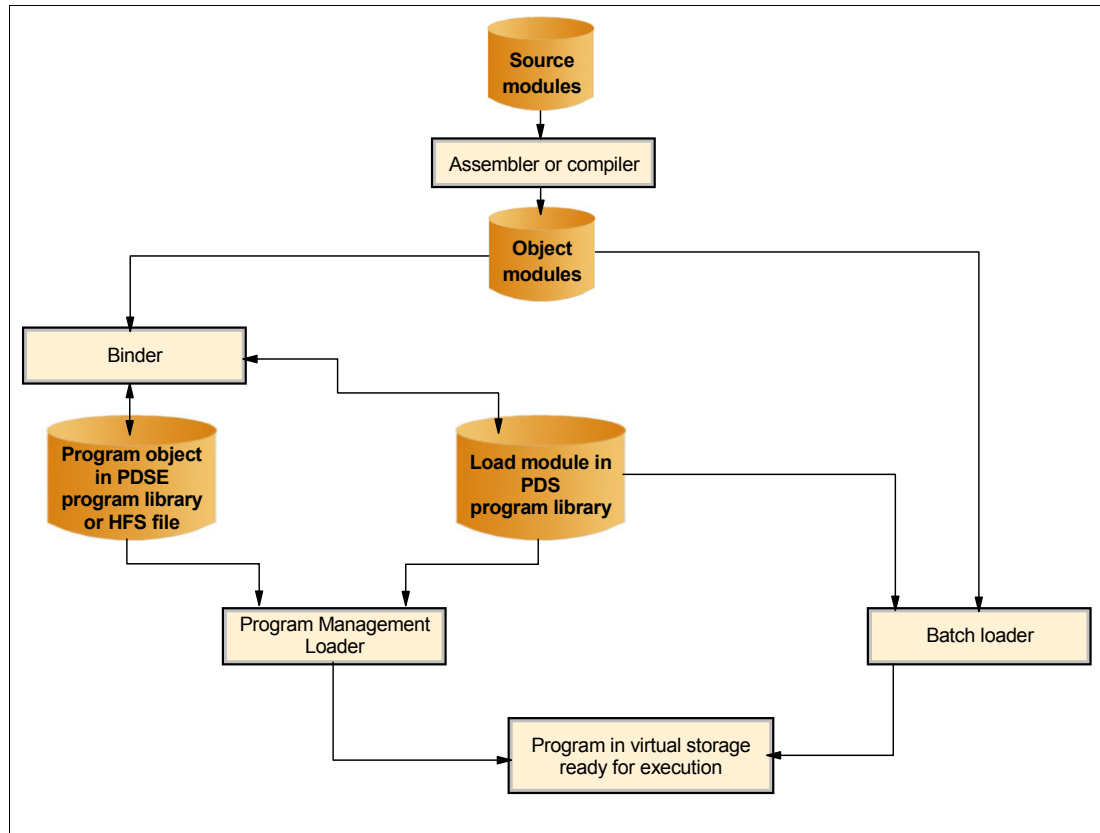 Source
modules
Assembler or compiler
Object
modules
Binder
Program object
in PDSE
program library
or HFS file
Load module in
PDS
program library
Program Management
Loader
Batch loader
Program in virtual storage
ready for execution